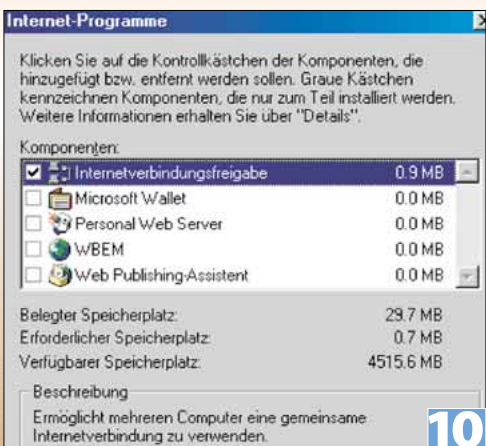 Internet-Programme
Klicken Sie auf die Kontrollkästchen der Komponenten, die
hinzugefügt bzw. entfernt werden sollen. Graue Kästchen
kennzeichnen Komponenten, die nur zum Teil installiert werden.
Weitere Informationen erhalten Sie über "Details".
Komponenten:
Internetverbindungsfreigabe 0.9 MB
Microsoft Wallet 0.0 MB
Personal Web Server 0.0 MB
WBEM 0.0 MB
Web Publishing-Assistent 0.0 MB
Belegter Speicherplatz: 29.7 MB
Erforderlicher Speicherplatz: 0.7 MB
Verfügbarer Speicherplatz: 4515.6 MB
Beschreibung
Ermöglicht mehreren Computer eine gemeinsame
Internetverbindung zu verwenden.
10